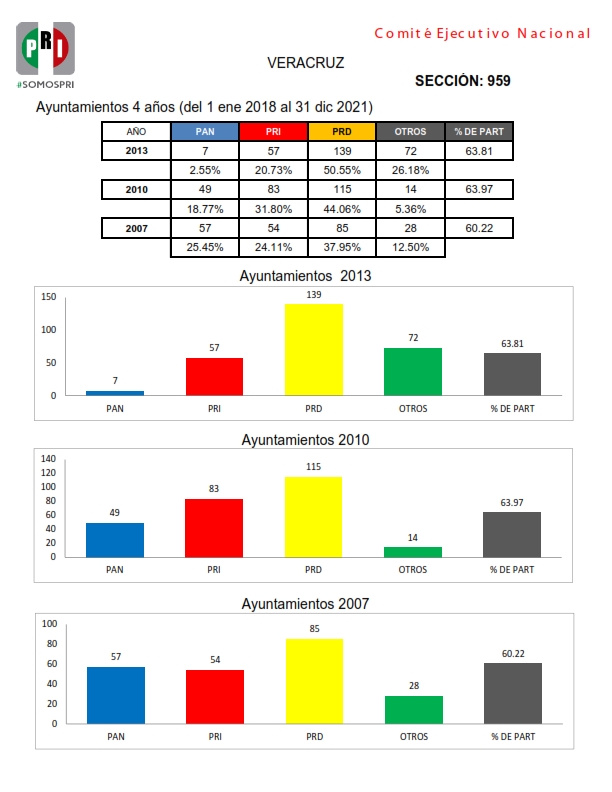 Comité Ejecutivo Nacional
PRI
#SOMOSPRI
VERACRUZ
SECCIÓN: 959
Ayuntamientos 4 años (del 1 ene 2018 al 31 dic 2021)
AÑO PAN PRI PRD OTROS % DE PART
2013 7 57 139 72 63.81
2.55% 20.73% 50.55% 26.18%
2010 49 83 115 14 63.97
18.77% 31.80% 44.06% 5.36%
2007 57 54 85 28 60.22
25.45% 24.11% 37.95% 12.50%
Ayuntamientos 2013
150
100
50
0
7 57 139 72 63.81
PAN PRI PRD OTROS % DE PART
Ayuntamientos 2010
140
120
100
80
60
40
20
0
49 83 115 14 63.97
PAN PRI PRD OTROS % DE PART
Ayuntamientos 2007
100
80
60
40
20
0
57 54 85 28 60.22
PAN PRI PRD OTROS % DE PART